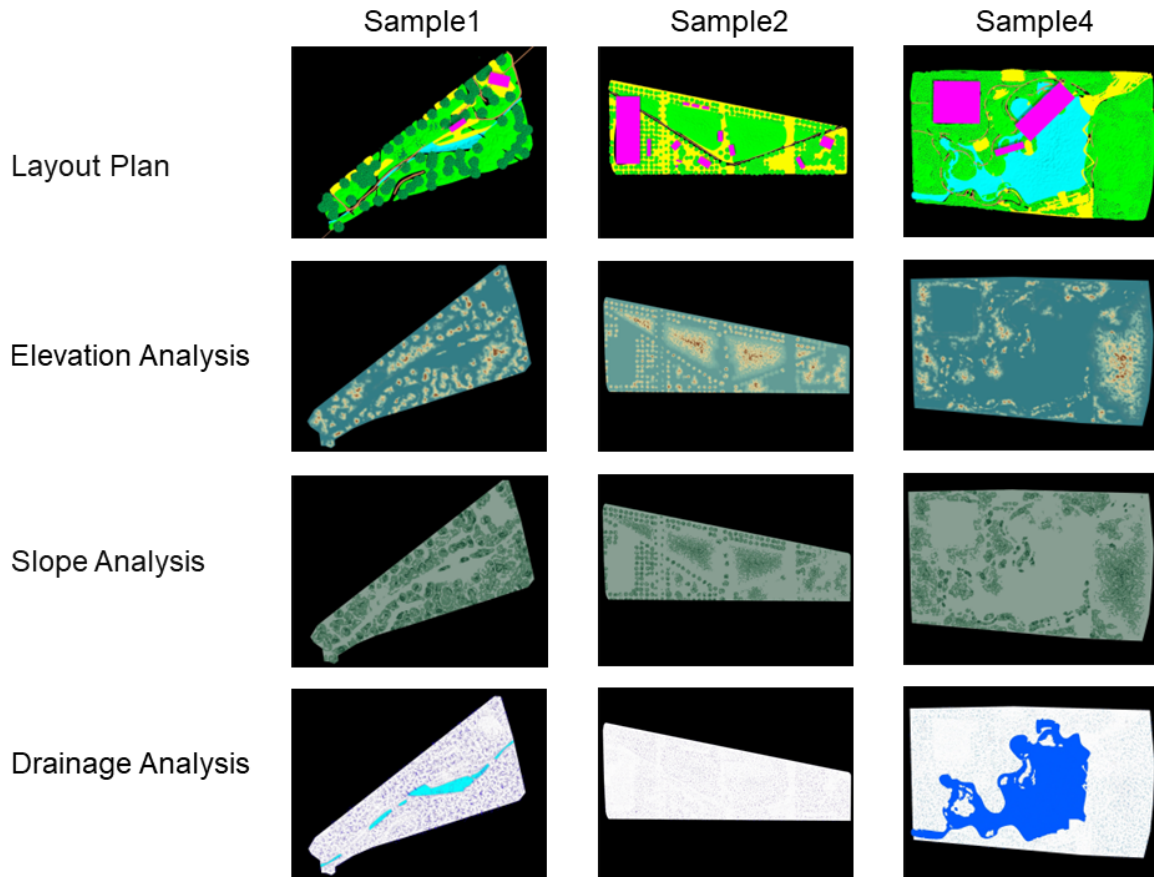 Sample1 Sample2 Sample4
Layout Plan
Elevation Analysis
Slope Analysis
Drainage Analysis